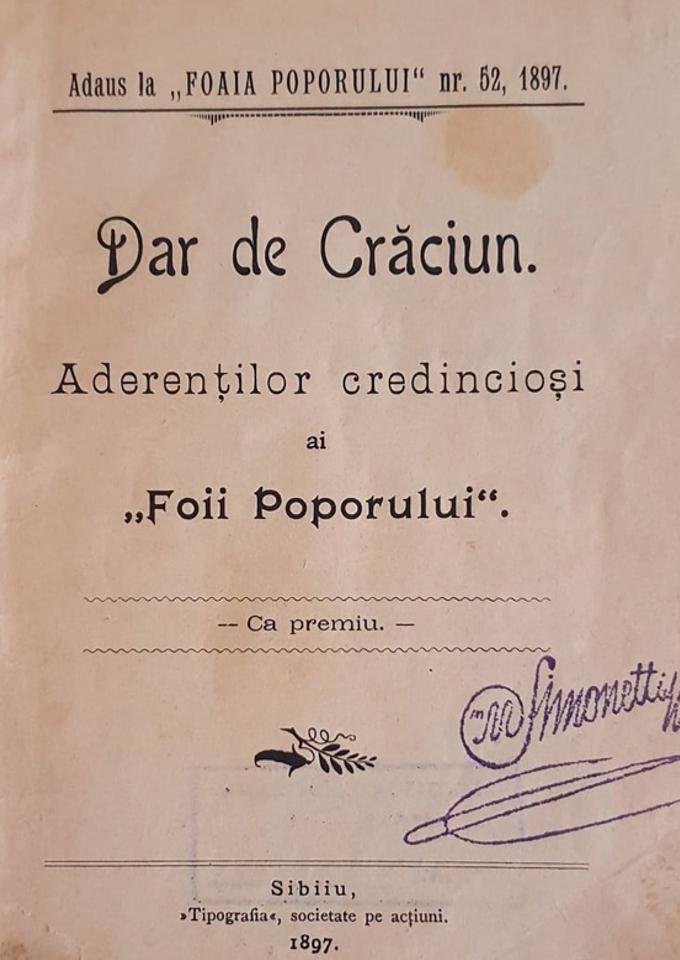 Adaus la „FOAIA POPORULUI“ nr. 52, 1897.
Dar de Crăciun.
Aderenților credincioși
ai
„Foii Poporului“.
-- Ca premiu. —
Simonetti
Sibiiu,
»Tipografia«, societate pe acțiuni.
1897.